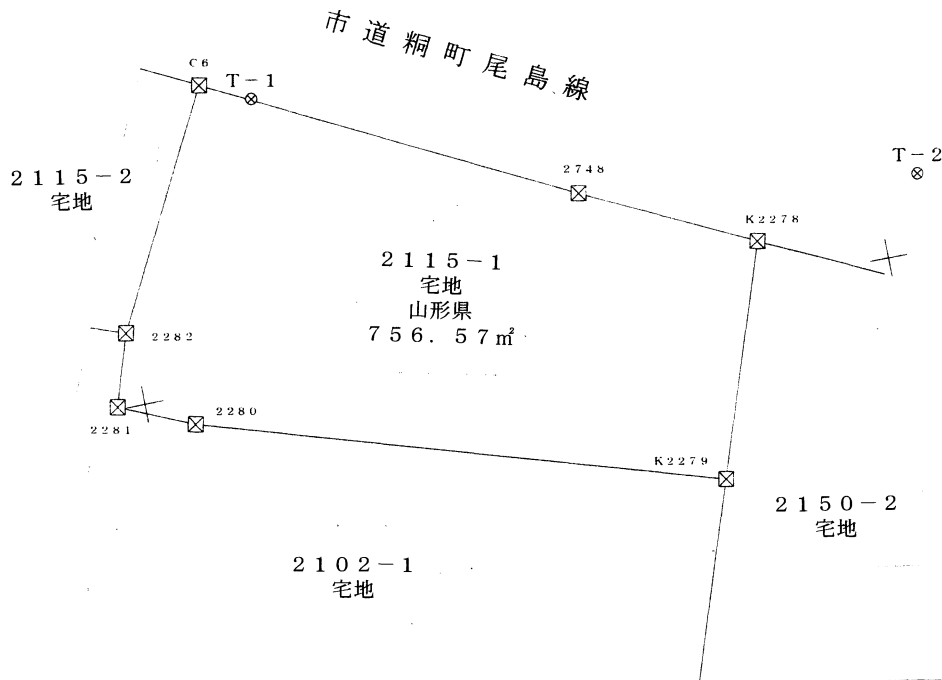 市道粡町尾島線
C6
T-1
T-2
2748
K2278
2115-2
宅地
2115-1
宅地
山形県
756.57㎡
2282
2281
2280
K2279
2150-2
宅地
2102-1
宅地